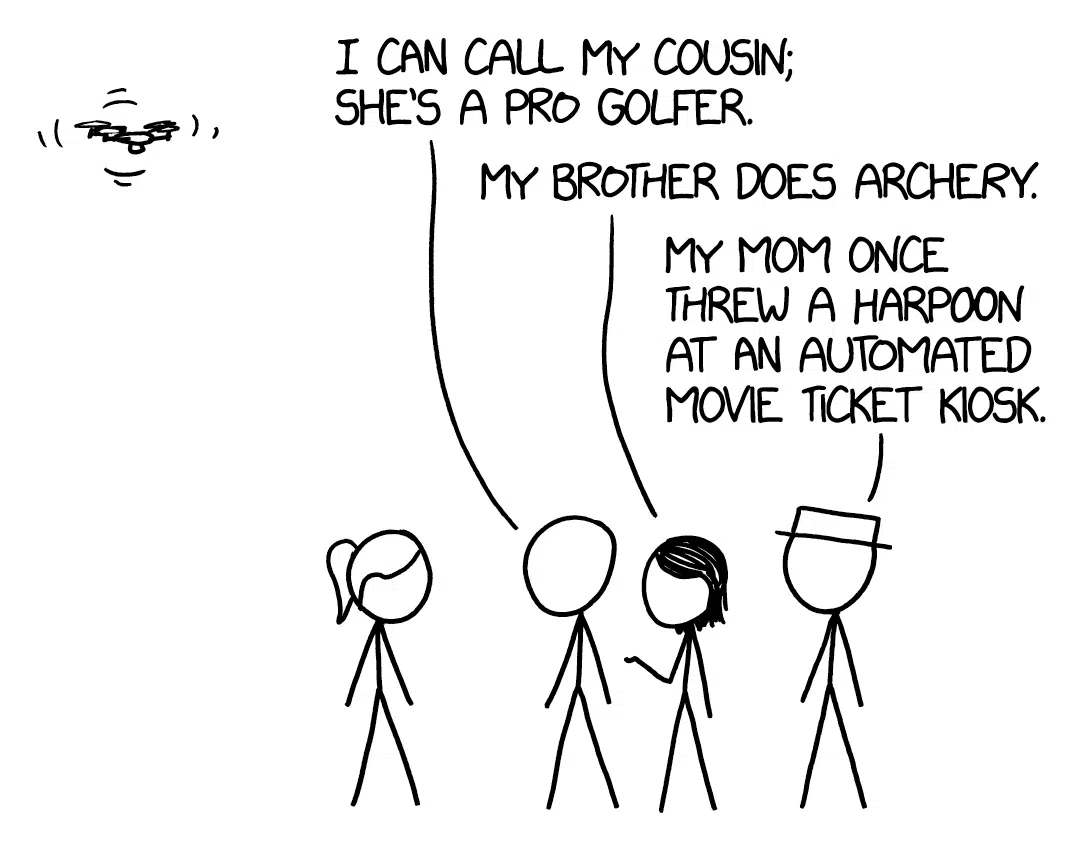 I CAN CALL MY COUSIN;
SHE'S A PRO GOLFER.
MY BROTHER DOES ARCHERY.
MY MOM ONCE
THREW A HARPOON
AT AN AUTOMATED
MOVIE TICKET KIOSK.